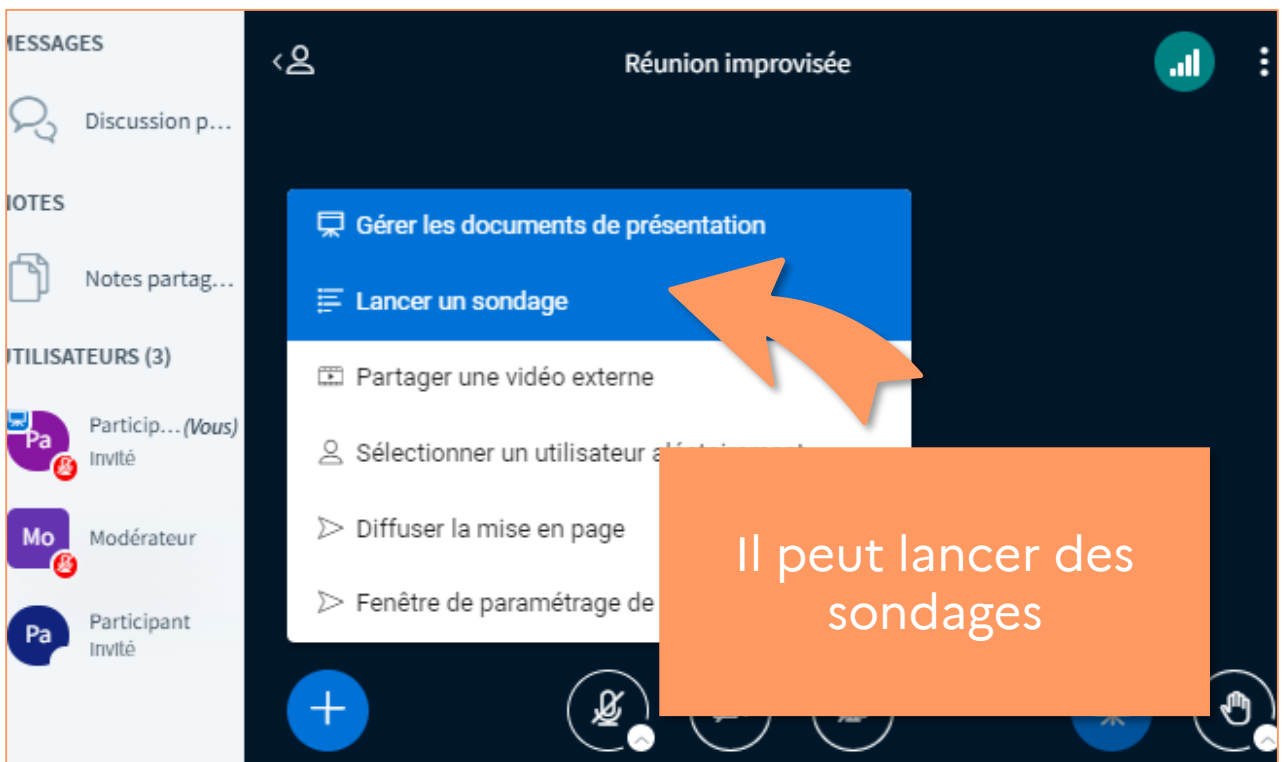 MESSAGES
Réunion improvisée
Discussion p...
NOTES
Gérer les documents de présentation
Notes partag...
Lancer un sondage
UTILISATEURS (3)
Partager une vidéo externe
Particip... (Vous)
Invité
Pa
Sélectionner un utilisateur
Mo
Modérateur
Diffuser la mise en page
Il peut lancer des
sondages
Fenêtre de paramétrage de
Pa
Participant
Invité